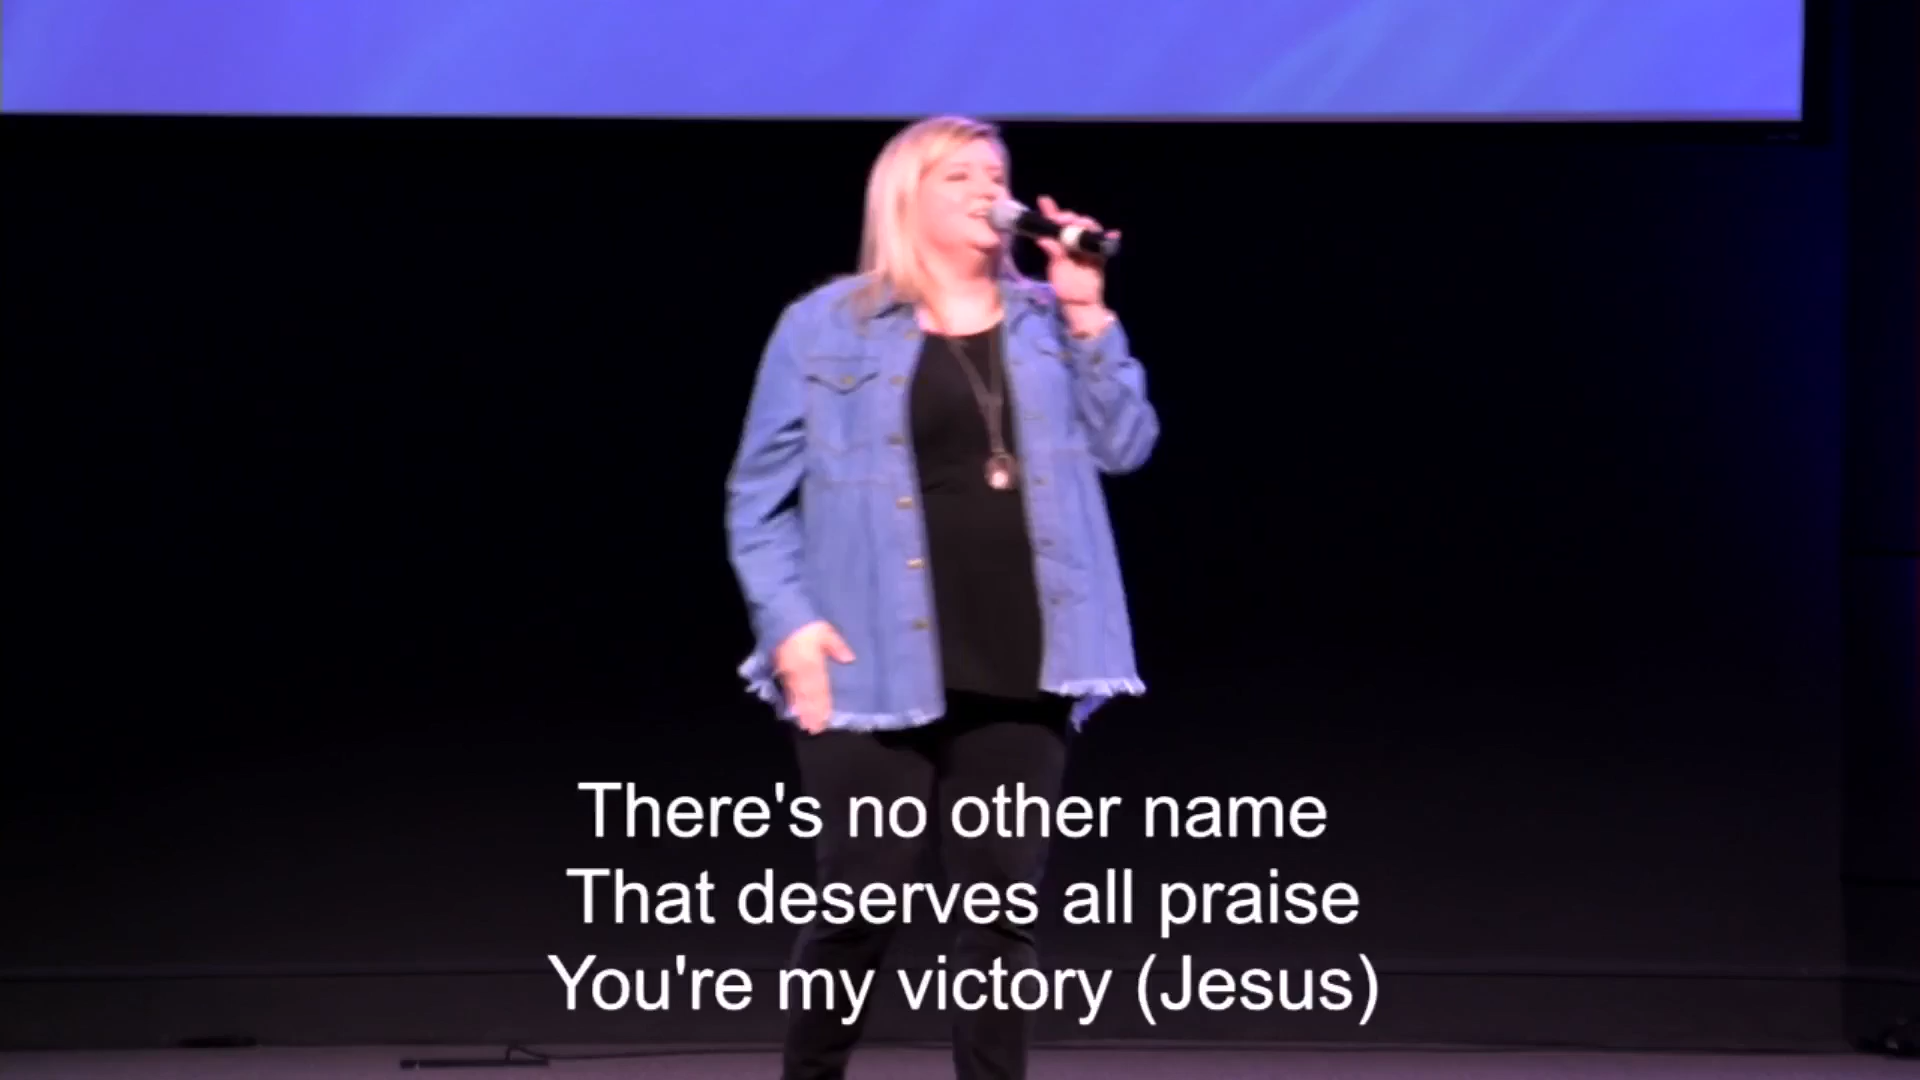 There's no other name
That deserves all praise
You're my victory (Jesus)